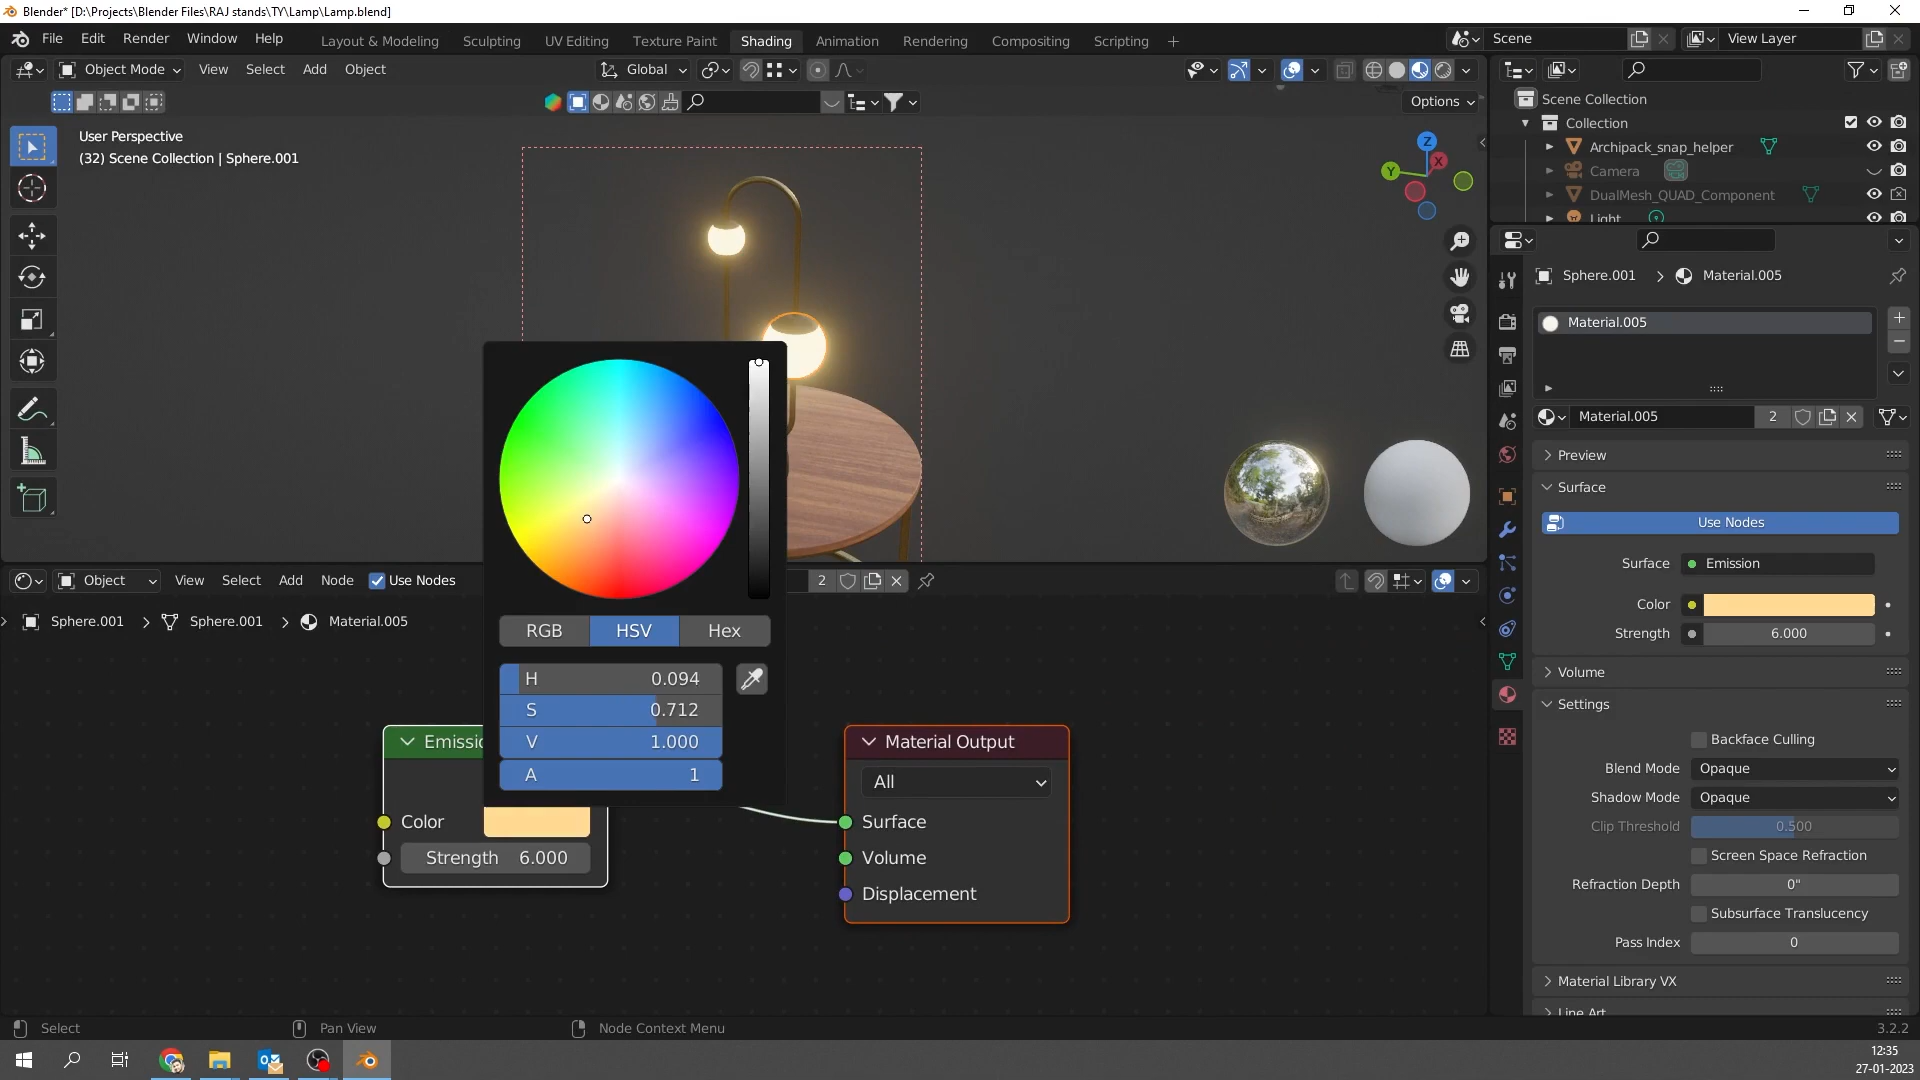 Blender* [D:\Projects\Blender Files\RAJ stands\TY\Lamp\Lamp.blend]
File Edit Render Window Help Layout & Modeling Sculpting UV Editing Texture Paint Shading Animation Rendering Compositing Scripting + Scene View Layer
Object Mode View Select Add Object Global
Options
Scene Collection
Collection
Archipack_snap_helper
Camera
DualMesh_QUAD_Component
Light
User Perspective
(32) Scene Collection | Sphere.001
Z
X
Y
Sphere.001 > Material.005
Material.005
Material.005 2
Preview
Surface
Use Nodes
Surface Emission
Color
Strength 6.000
Volume
Settings
Backface Culling
Blend Mode Opaque
Shadow Mode Opaque
Clip Threshold 0.500
Screen Space Refraction
Refraction Depth 0"
Subsurface Translucency
Pass Index 0
Material Library VX
Line Art
Object View Select Add Node Use Nodes 2
Sphere.001 > Sphere.001 > Material.005
RGB HSV Hex
H 0.094
S 0.712
V 1.000
A 1
Emissic
Color
Strength 6.000
Material Output
All
Surface
Volume
Displacement
Select Pan View Node Context Menu 3.2.2
12:35
27-01-2023